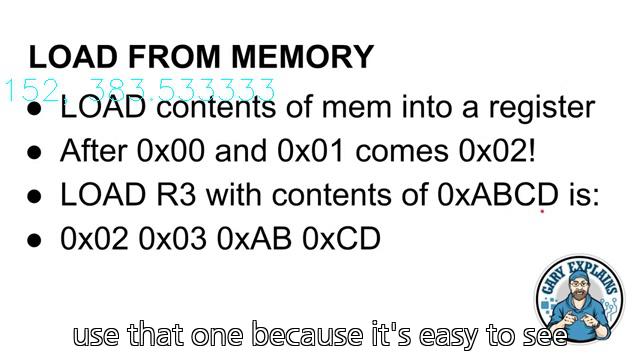 LOAD FROM MEMORY
152, 383.533333
● LOAD contents of mem into a register
● After 0x00 and 0x01 comes 0x02!
● LOAD R3 with contents of 0xABCD is:
● 0x02 0x03 0xAB 0xCD
GARY EXPLAINS
use that one because it's easy to see